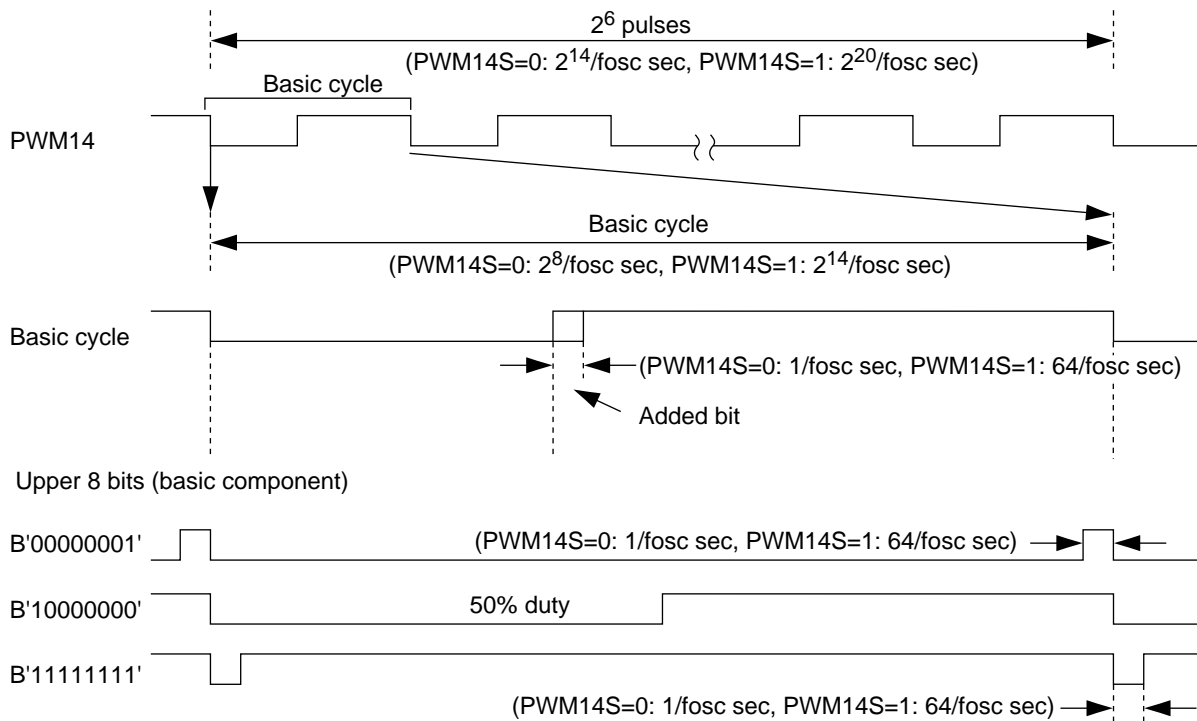 2⁶ pulses
(PWM14S=0: 2¹⁴/fosc sec, PWM14S=1: 2²⁰/fosc sec)
Basic cycle
PWM14
Basic cycle
(PWM14S=0: 2⁸/fosc sec, PWM14S=1: 2¹⁴/fosc sec)
Basic cycle
(PWM14S=0: 1/fosc sec, PWM14S=1: 64/fosc sec)
Added bit
Upper 8 bits (basic component)
B'00000001' (PWM14S=0: 1/fosc sec, PWM14S=1: 64/fosc sec)
B'10000000' 50% duty
B'11111111'
(PWM14S=0: 1/fosc sec, PWM14S=1: 64/fosc sec)